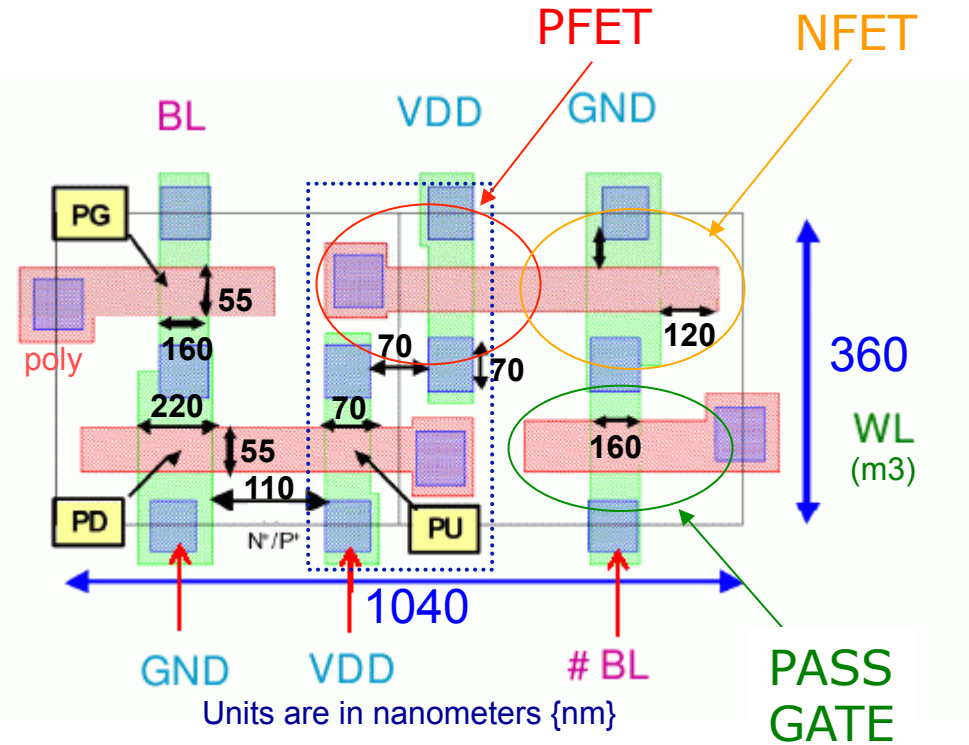 PFET
NFET
BL
VDD
GND
PG
55
120
poly
160
70
70
360
220
70
160
WL
(m3)
55
110
PD
PU
N+/P+
1040
GND
VDD
# BL
PASS
GATE
Units are in nanometers {nm}